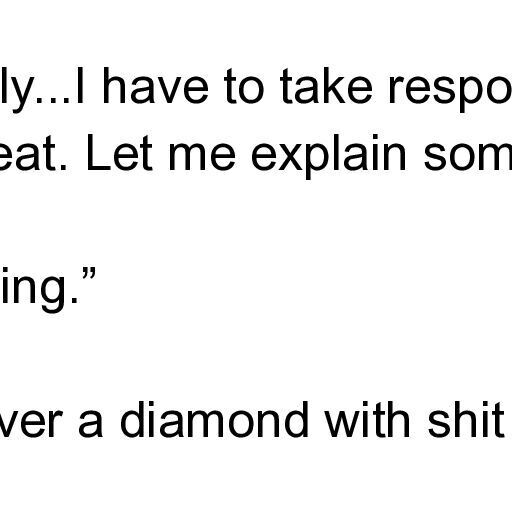 ly...I have to take respo
eat. Let me explain som
ing.”
ver a diamond with shit